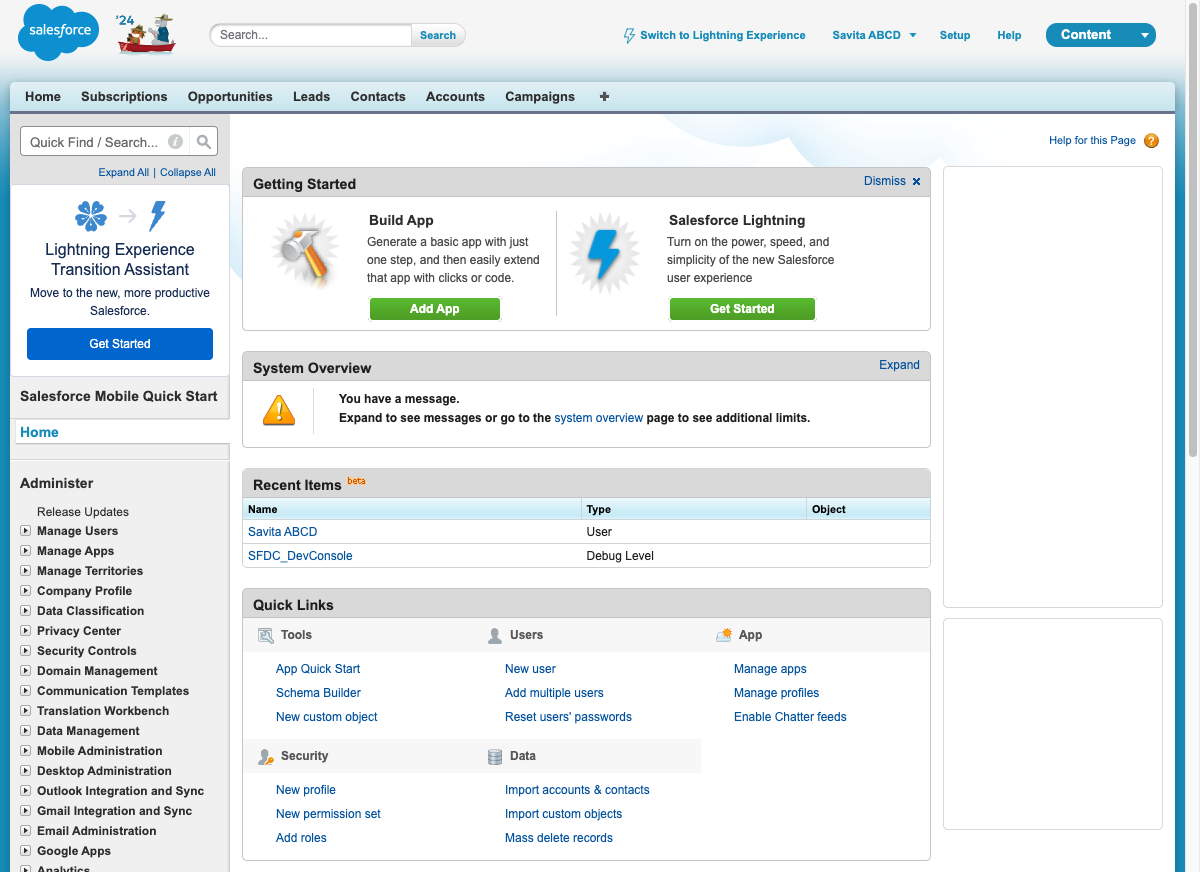 salesforce
'24
Search...
Search
Switch to Lightning Experience
Savita ABCD
Setup
Help
Content
Home
Subscriptions
Opportunities
Leads
Contacts
Accounts
Campaigns
Quick Find / Search...
Expand All | Collapse All
Lightning Experience
Transition Assistant
Move to the new, more productive
Salesforce.
Get Started
Salesforce Mobile Quick Start
Home
Administer
Release Updates
Manage Users
Manage Apps
Manage Territories
Company Profile
Data Classification
Privacy Center
Security Controls
Domain Management
Communication Templates
Translation Workbench
Data Management
Mobile Administration
Desktop Administration
Outlook Integration and Sync
Gmail Integration and Sync
Email Administration
Google Apps
Analytics
Help for this Page ?
Getting Started
Dismiss
Build App
Generate a basic app with just
one step, and then easily extend
that app with clicks or code.
Add App
Salesforce Lightning
Turn on the power, speed, and
simplicity of the new Salesforce
user experience
Get Started
System Overview
Expand
You have a message.
Expand to see messages or go to the system overview page to see additional limits.
Recent Items beta
Name Type Object
Savita ABCD User
SFDC_DevConsole Debug Level
Quick Links
Tools
App Quick Start
Schema Builder
New custom object
Users
New user
Add multiple users
Reset users' passwords
App
Manage apps
Manage profiles
Enable Chatter feeds
Security
New profile
New permission set
Add roles
Data
Import accounts & contacts
Import custom objects
Mass delete records